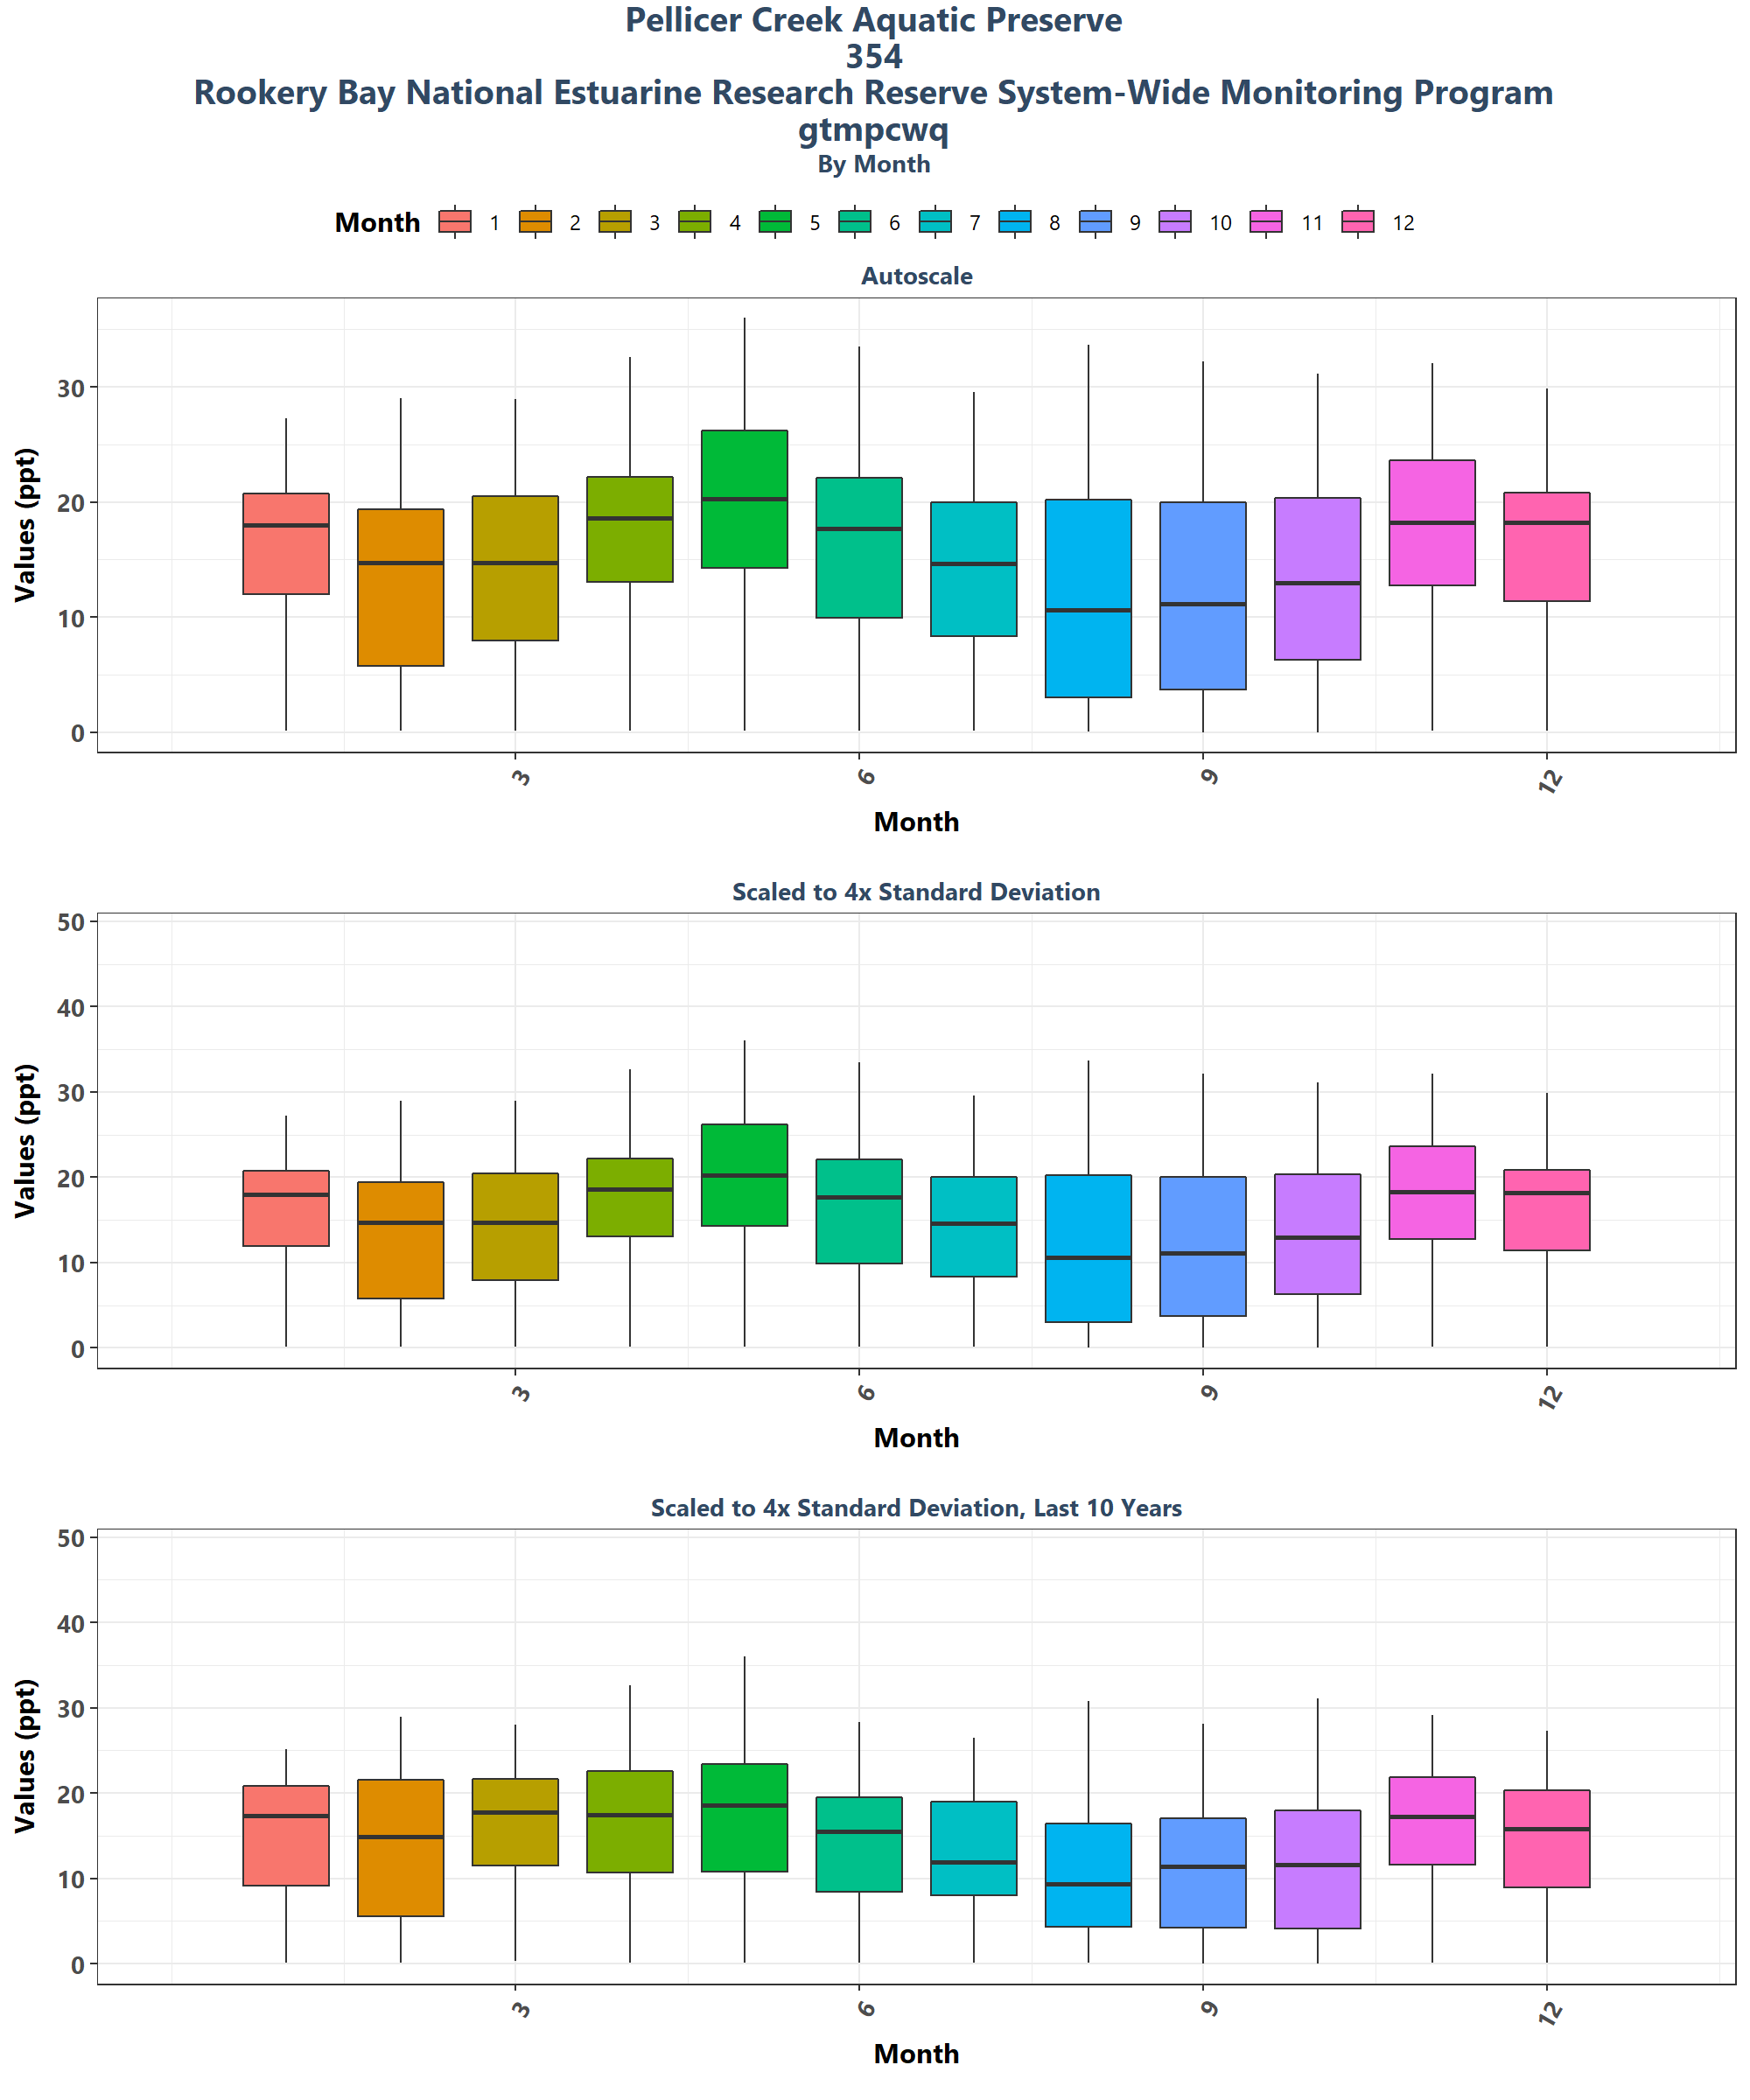 Pellicer Creek Aquatic Preserve
354
Rookery Bay National Estuarine Research Reserve System-Wide Monitoring Program
gtmpcwq
By Month
Month 1 2 3 4 5 6 7 8 9 10 11 12
Autoscale
Values (ppt)
30
20
10
0
3 6 9 12
Month
Scaled to 4x Standard Deviation
Values (ppt)
50
40
30
20
10
0
3 6 9 12
Month
Scaled to 4x Standard Deviation, Last 10 Years
Values (ppt)
50
40
30
20
10
0
3 6 9 12
Month